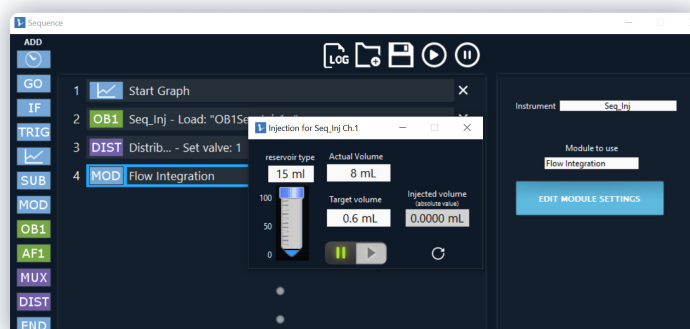 Sequence
ADD
GO
IF
TRIG
SUB
MOD
OB1
AF1
MUX
DIST
END
LOG
1 Start Graph
2 OB1 Seq_Inj - Load: "OB1Se
3 DIST Distrib... - Set valve: 1
4 MOD Flow Integration
Injection for Seq_Inj Ch.1
reservoir type Actual Volume
15 ml 8 mL
100
50
0
Target volume
0.6 mL
Injected volume
(absolute value)
0.0000 mL
Instrument Seq_Inj
Module to use
Flow Integration
EDIT MODULE SETTINGS